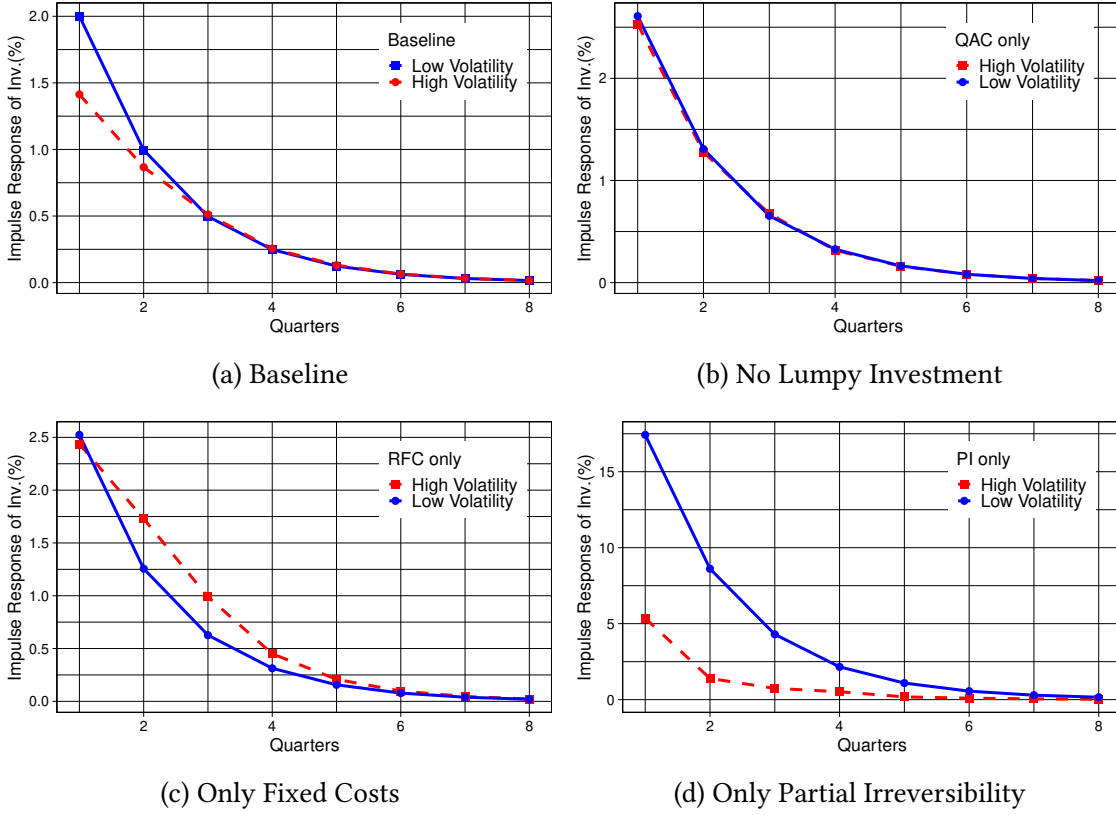 Impulse Response of Inv.(%)
2.0
1.5
1.0
0.5
0.0
Baseline
Low Volatility
High Volatility
2
4
6
8
Quarters
(a) Baseline
Impulse Response of Inv.(%)
2
1
0
QAC only
High Volatility
Low Volatility
2
4
6
8
Quarters
(b) No Lumpy Investment
Impulse Response of Inv.(%)
2.5
2.0
1.5
1.0
0.5
0.0
RFC only
High Volatility
Low Volatility
2
4
6
8
Quarters
(c) Only Fixed Costs
Impulse Response of Inv.(%)
15
10
5
0
PI only
High Volatility
Low Volatility
2
4
6
8
Quarters
(d) Only Partial Irreversibility